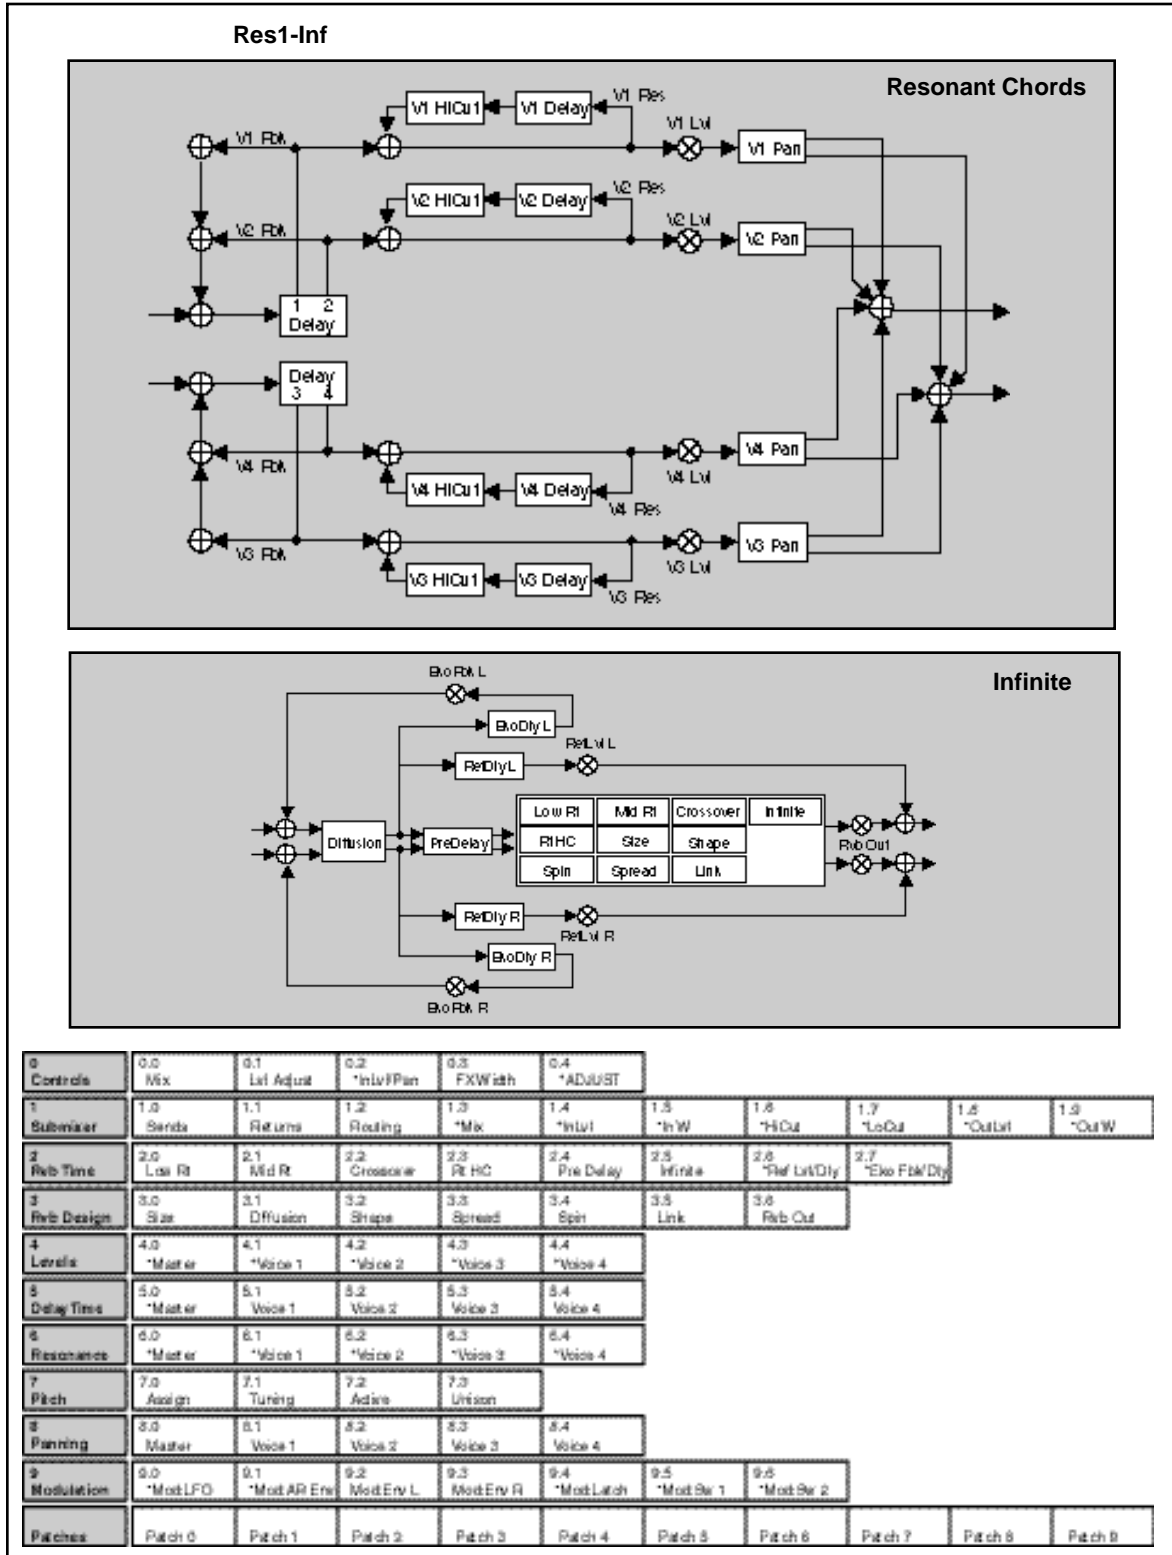 Res1-Inf
Resonant Chords
V1 HiCut
V1 Delay
V1 Res
V1 Fbk
V1 Lvl
V1 Pan
V2 HiCut
V2 Delay
V2 Res
V2 Fbk
V2 Lvl
V2 Pan
1 2
Delay
Delay
3 4
V4 Fbk
V4 HiCut
V4 Delay
V4 Res
V4 Lvl
V4 Pan
V3 Fbk
V3 HiCut
V3 Delay
V3 Res
V3 Lvl
V3 Pan
Infinite
Eko Fbk L
EkoDly L
RefLvl L
RefDly L
Low Rt Mid Rt Crossover Infinite
Diffusion
PreDelay
Rt HC Size Shape
Rvb Out
Spin Spread Link
RefDly R
RefLvl R
EkoDly R
Eko Fbk R
0 0.0 0.1 0.2 0.3 0.4
Controls Mix Lvl Adjust *InLvl/Pan FXWidth *ADJUST
1 1.0 1.1 1.2 1.3 1.4 1.5 1.6 1.7 1.8 1.9
Submixer Sends Returns Routing *Mix *InLvl *In W *HiCut *LoCut *OutLvl *Out W
2 2.0 2.1 2.2 2.3 2.4 2.5 2.6 2.7
Rvb Time Low Rt Mid Rt Crossover Rt HC Pre Delay Infinite *Ref Lvl/Dly *Eko Fbk/Dly
3 3.0 3.1 3.2 3.3 3.4 3.5 3.6
Rvb Design Size Diffusion Shape Spread Spin Link Rvb Out
4 4.0 4.1 4.2 4.3 4.4
Levels *Master *Voice 1 *Voice 2 *Voice 3 *Voice 4
5 5.0 5.1 5.2 5.3 5.4
Delay Time *Master Voice 1 Voice 2 Voice 3 Voice 4
6 6.0 6.1 6.2 6.3 6.4
Resonance *Master *Voice 1 *Voice 2 *Voice 3 *Voice 4
7 7.0 7.1 7.2 7.3
Pitch Assign Tuning Active Unison
8 8.0 8.1 8.2 8.3 8.4
Panning Master Voice 1 Voice 2 Voice 3 Voice 4
9 9.0 9.1 9.2 9.3 9.4 9.5 9.6
Modulation *Mod:LFO *Mod:AR Env Mod:Env L Mod:Env R *Mod:Latch *Mod:Sw 1 *Mod:Sw 2
Patches Patch 0 Patch 1 Patch 2 Patch 3 Patch 4 Patch 5 Patch 6 Patch 7 Patch 8 Patch 9